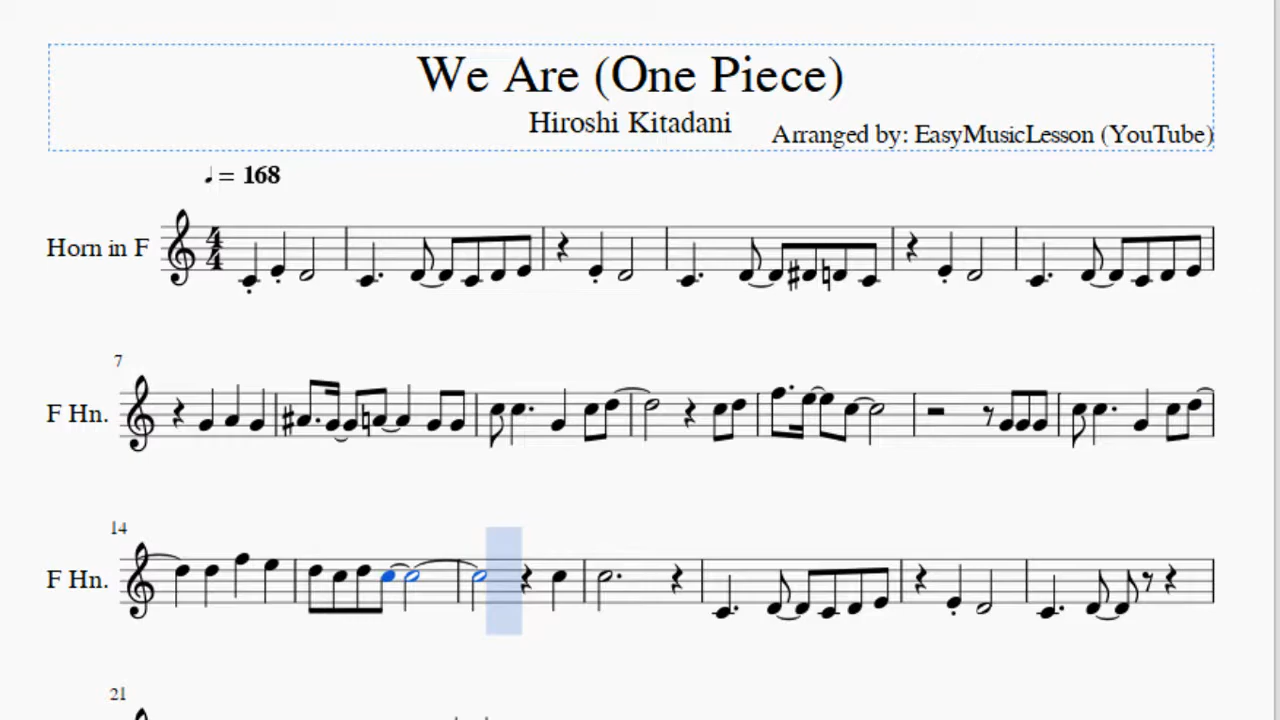 We Are (One Piece)
Hiroshi Kitadani
Arranged by: EasyMusicLesson (YouTube)
♩ = 168
Horn in F
7
F Hn.
14
F Hn.
21